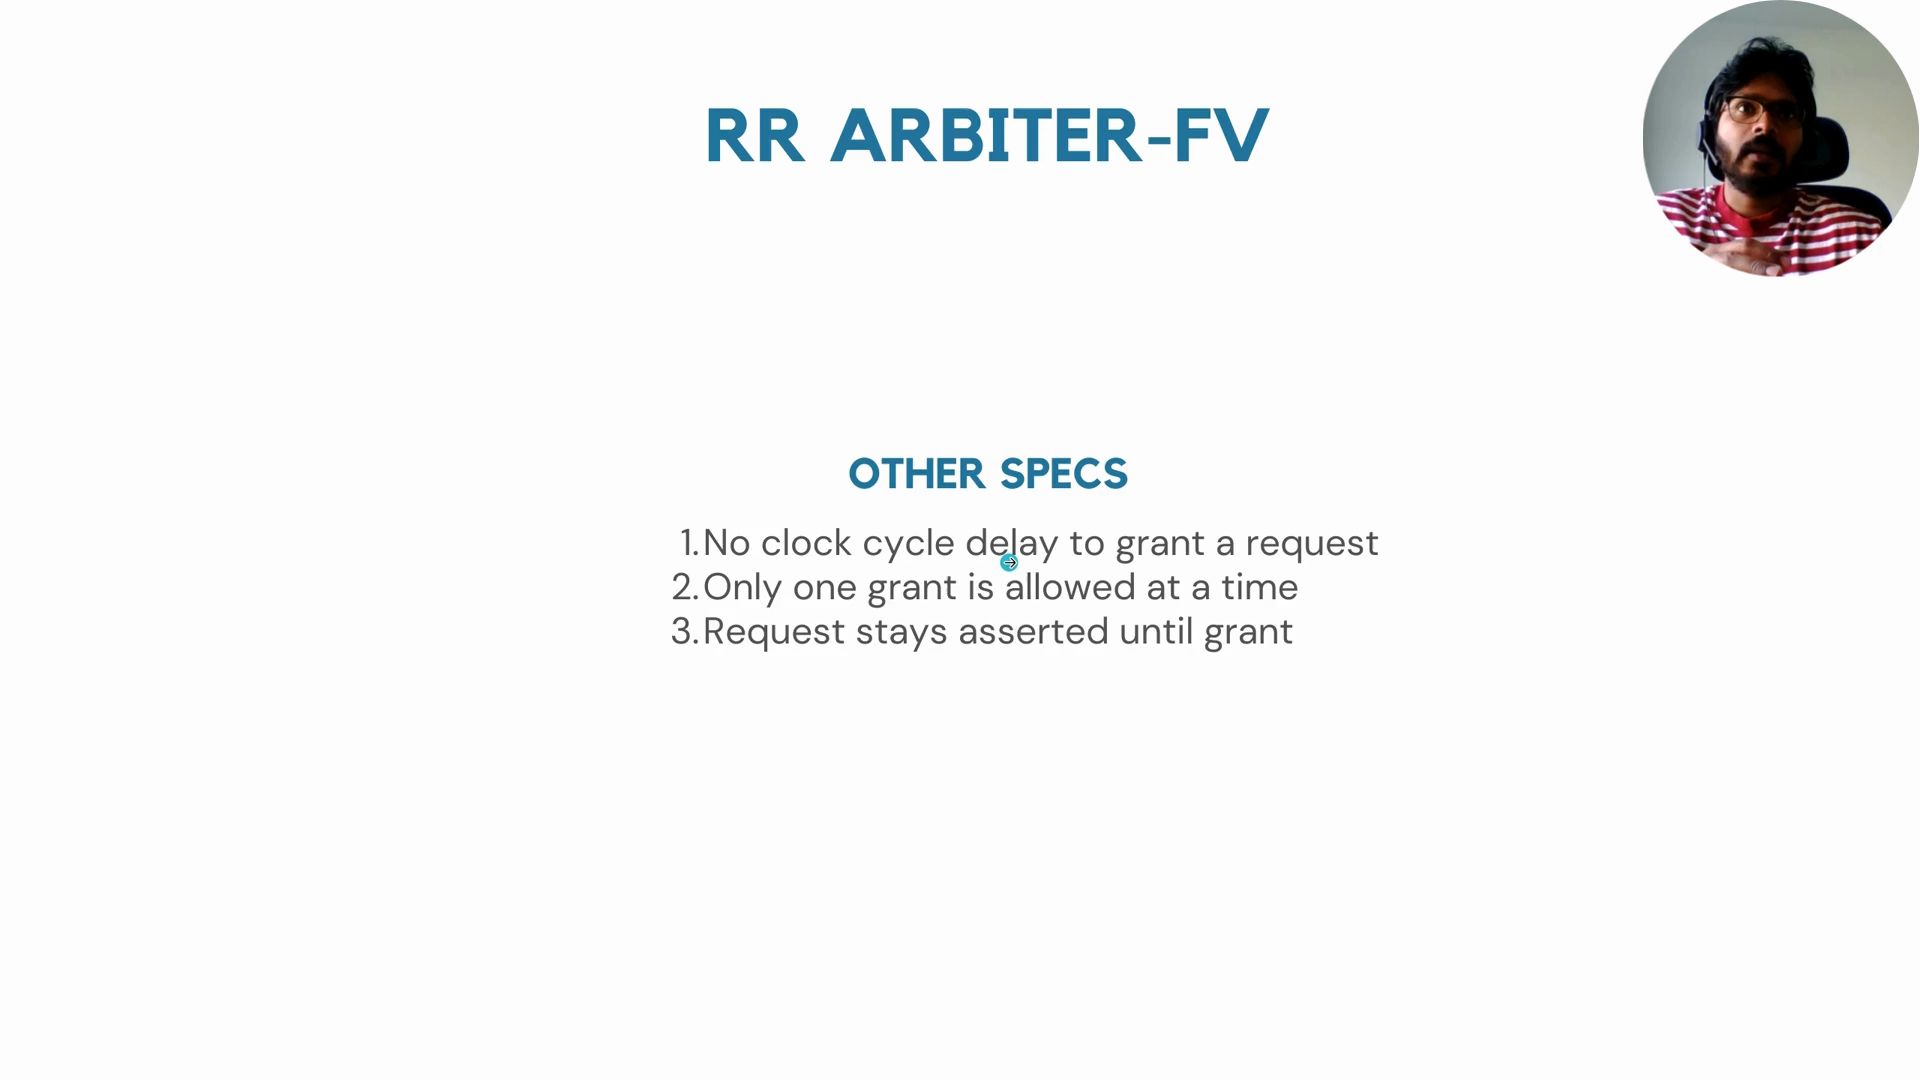 RR ARBITER-FV
OTHER SPECS
1. No clock cycle delay to grant a request
2. Only one grant is allowed at a time
3. Request stays asserted until grant